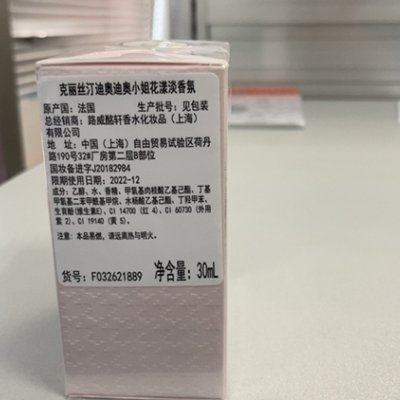 克丽丝汀迪奥迪奥小姐花漾淡香氛
原产国：法国 生产批号：见包装
总经销商：路威酩轩香水化妆品（上海）
有限公司
地 址：中国（上海）自由贸易试验区荷丹
路190号32#厂房第二层B部位
国妆备进字J20182984
限期使用日期：2022-12
成分：乙醇、水、香精、甲氧基肉桂酸乙基己酯、丁基
甲氧基二苯甲酰基甲烷、水杨酸乙基己酯、丁羟甲苯、
生育酚(维生素E)、CI 14700（红 4）、CI 60730（外用
紫 2）、CI 19140（黄 5）。
注意：本品易燃，请远离热与明火。
货号：F032621889 净含量：30mL